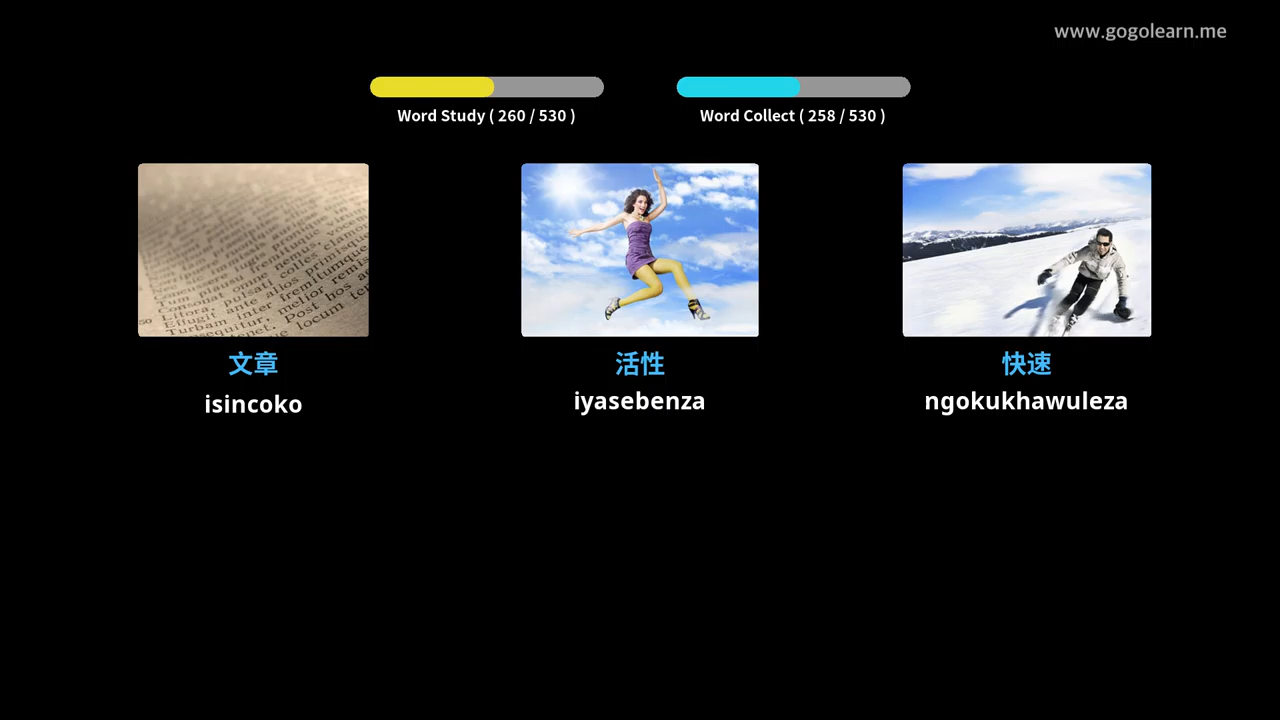 www.gogolearn.me
Word Study ( 260 / 530 )
Word Collect ( 258 / 530 )
文章
isincoko
活性
iyasebenza
快速
ngokukhawuleza